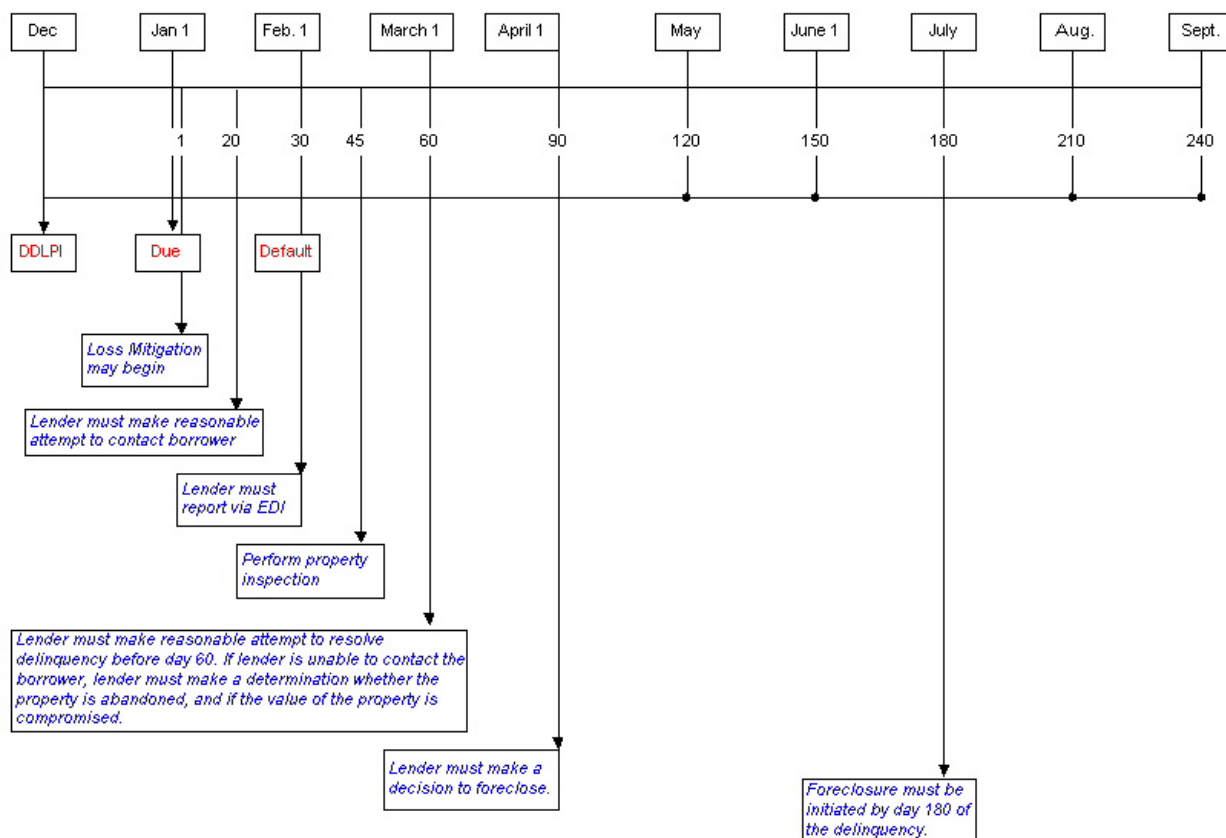 Dec Jan 1 Feb. 1 March 1 April 1 May June 1 July Aug. Sept.
1 20 30 45 60 90 120 150 180 210 240
DDLPI Due Default
Loss Mitigation
may begin
Lender must make reasonable
attempt to contact borrower
Lender must
report via EDI
Perform property
inspection
Lender must make reasonable attempt to resolve
delinquency before day 60. If lender is unable to contact the
borrower, lender must make a determination whether the
property is abandoned, and if the value of the property is
compromised.
Lender must make a
decision to foreclose.
Foreclosure must be
initiated by day 180 of
the delinquency.